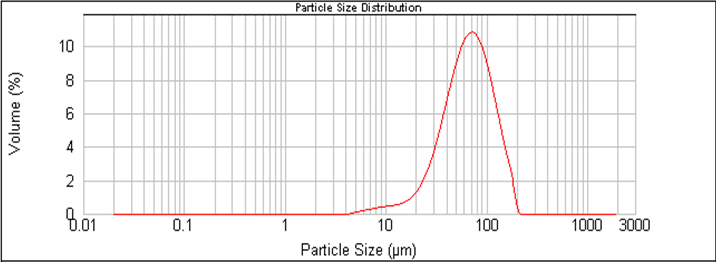 Particle Size Distribution
Volume (%)
10
8
6
4
2
0
0.01 0.1 1 10 100 1000 3000
Particle Size (µm)